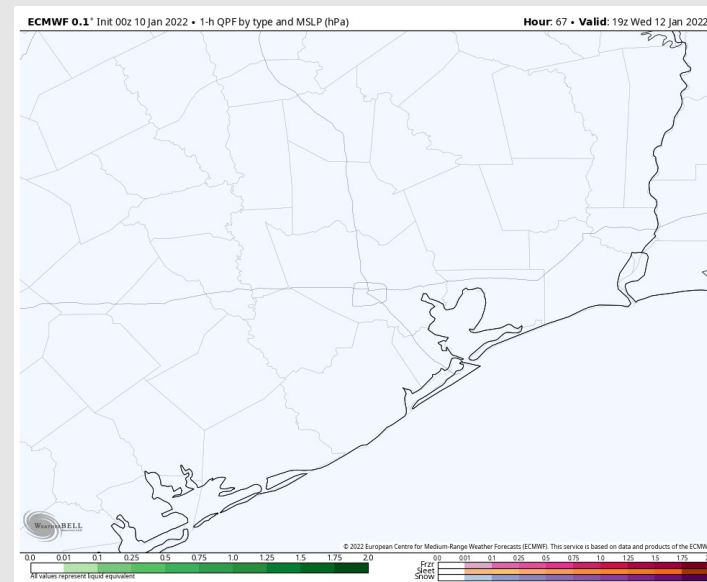 ECMWF 0.1° Init 00z 10 Jan 2022 • 1-h QPF by type and MSLP (hPa)
Hour: 67 • Valid: 19z Wed 12 Jan 2022
WEATHERBELL
© 2022 European Centre for Medium-Range Weather Forecasts (ECMWF). This service is based on data and products of the ECMW
0.0 0.01 0.1 0.25 0.5 0.75 1.0 1.25 1.5 1.75 2.0
All values represent liquid equivalent
0.0 0.01 0.1 0.25 0.5 0.75 1.0 1.25 1.5 1.75 2
Frzr
Sleet
Snow